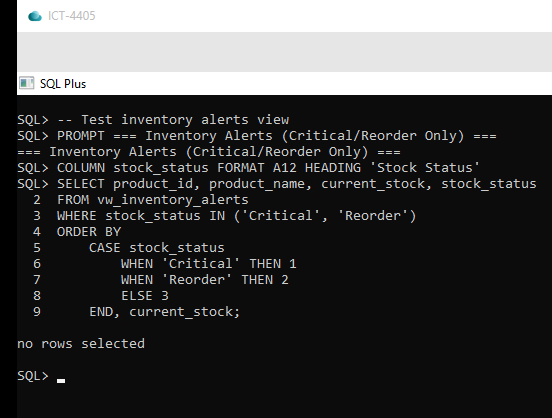 ICT-4405
SQL Plus
SQL> -- Test inventory alerts view
SQL> PROMPT === Inventory Alerts (Critical/Reorder Only) ===
=== Inventory Alerts (Critical/Reorder Only) ===
SQL> COLUMN stock_status FORMAT A12 HEADING 'Stock Status'
SQL> SELECT product_id, product_name, current_stock, stock_status
  2  FROM vw_inventory_alerts
  3  WHERE stock_status IN ('Critical', 'Reorder')
  4  ORDER BY
  5      CASE stock_status
  6          WHEN 'Critical' THEN 1
  7          WHEN 'Reorder' THEN 2
  8          ELSE 3
  9      END, current_stock;
no rows selected
SQL>